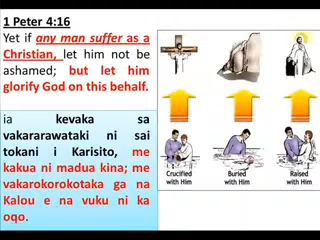 1 Peter 4:16
Yet if any man suffer as a
Christian, let him not be
ashamed; but let him
glorify God on this behalf.
ia kevaka sa
vakararawataki ni sai
tokani i Karisito, me
kakua ni madua kina; me
vakarokorokotaka ga na
Kalou e na vuku ni ka
oqo.
Crucified
with Him
Buried
with Him
Raised
with Him